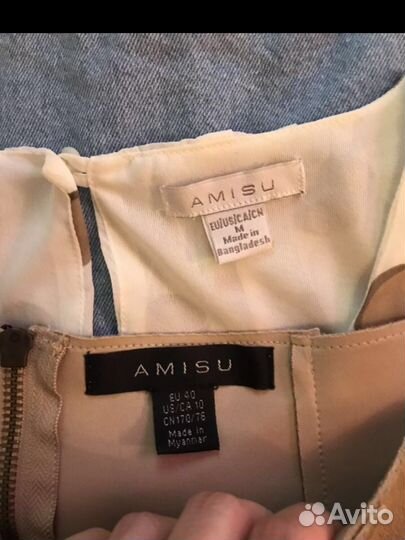 AMISU
EU/US/CA/CN
M
Made in
Bangladesh
AMISU
EU 40
US/CA 10
CN170/76
Made in
Myanmar
Avito